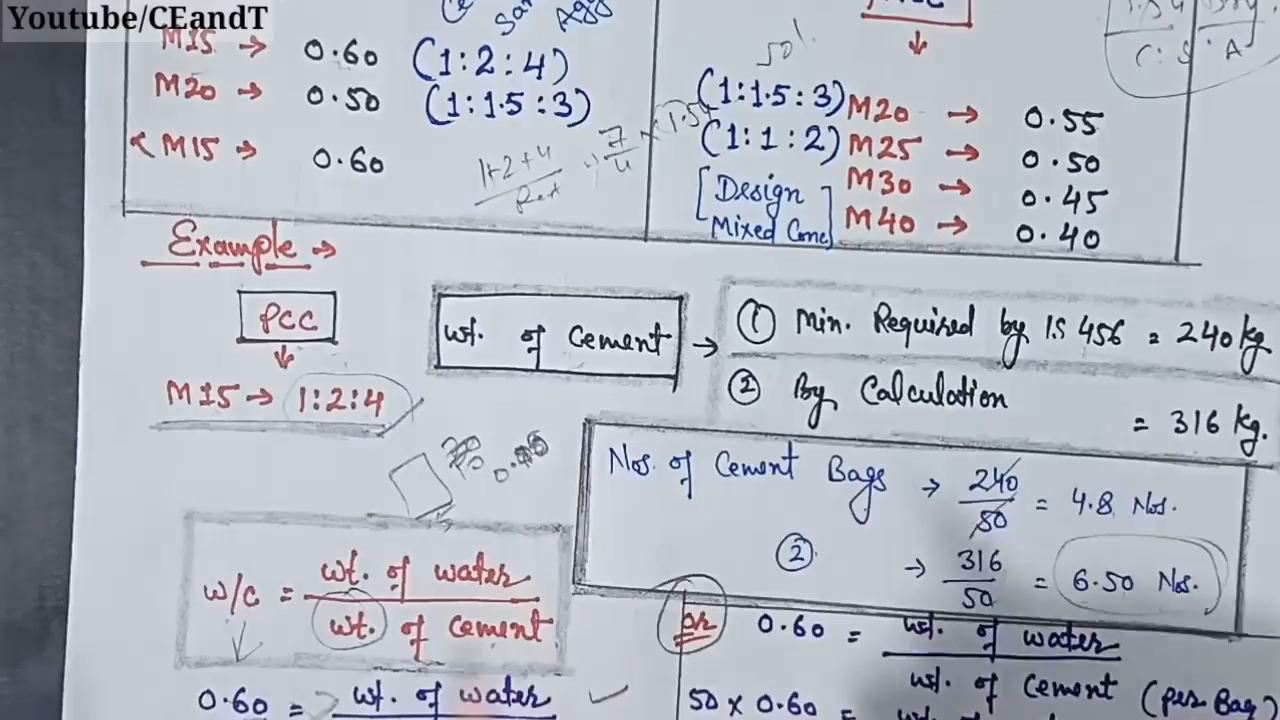 Youtube/CEandT
M15 → 0.60 (1:2:4)
M20 → 0.50 (1:1.5:3)
< M15 → 0.60
1+2+4
50%
(1:1.5:3) M20 → 0.55
(1:1:2) M25 → 0.50
[Design Mixed Conc] M30 → 0.45
M40 → 0.40
C : S : A
Example →
PCC
M15 → 1:2:4
wt. of Cement →
① Min. Required by I.S 456 = 240 kg
② By Calculation = 316 kg.
Nos. of Cement Bags → 240/50 = 4.8 Nos.
② → 316/50 = 6.50 Nos.
w/c = wt. of water / wt. of cement
0.60 = wt. of water
or 0.60 = wt. of water / wt. of Cement (per Bag)
50 x 0.60 =